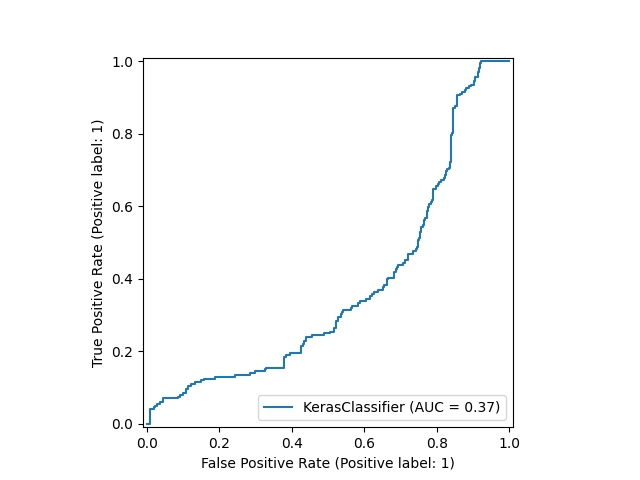 1.0
0.8
0.6
0.4
0.2
0.0
True Positive Rate (Positive label: 1)
KerasClassifier (AUC = 0.37)
0.0 0.2 0.4 0.6 0.8 1.0
False Positive Rate (Positive label: 1)